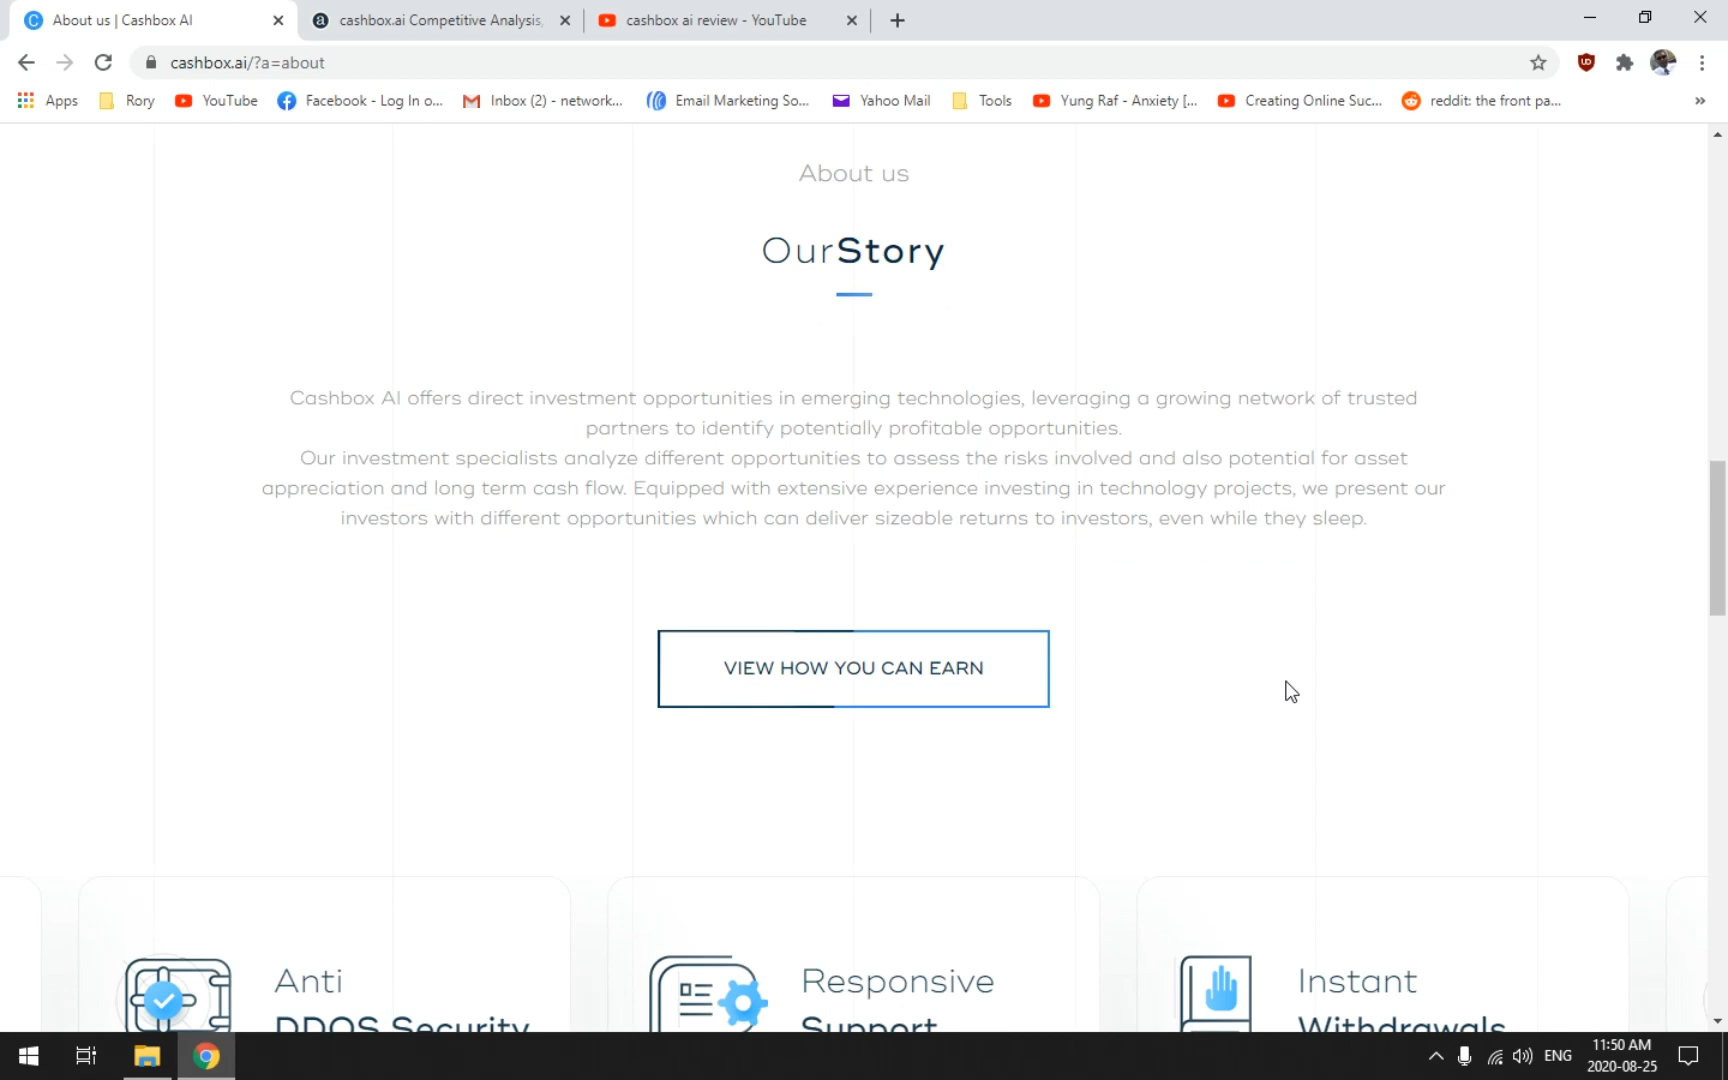 About us | Cashbox AI
cashbox.ai Competitive Analysis,
cashbox ai review - YouTube
cashbox.ai/?a=about
Apps
Rory
YouTube
Facebook - Log In o...
Inbox (2) - network...
Email Marketing So...
Yahoo Mail
Tools
Yung Raf - Anxiety [...
Creating Online Suc...
reddit: the front pa...
About us
OurStory
Cashbox AI offers direct investment opportunities in emerging technologies, leveraging a growing network of trusted
partners to identify potentially profitable opportunities.
Our investment specialists analyze different opportunities to assess the risks involved and also potential for asset
appreciation and long term cash flow. Equipped with extensive experience investing in technology projects, we present our
investors with different opportunities which can deliver sizeable returns to investors, even while they sleep.
VIEW HOW YOU CAN EARN
Anti
DDOS Security
Responsive
Support
Instant
Withdrawals
ENG
11:50 AM
2020-08-25